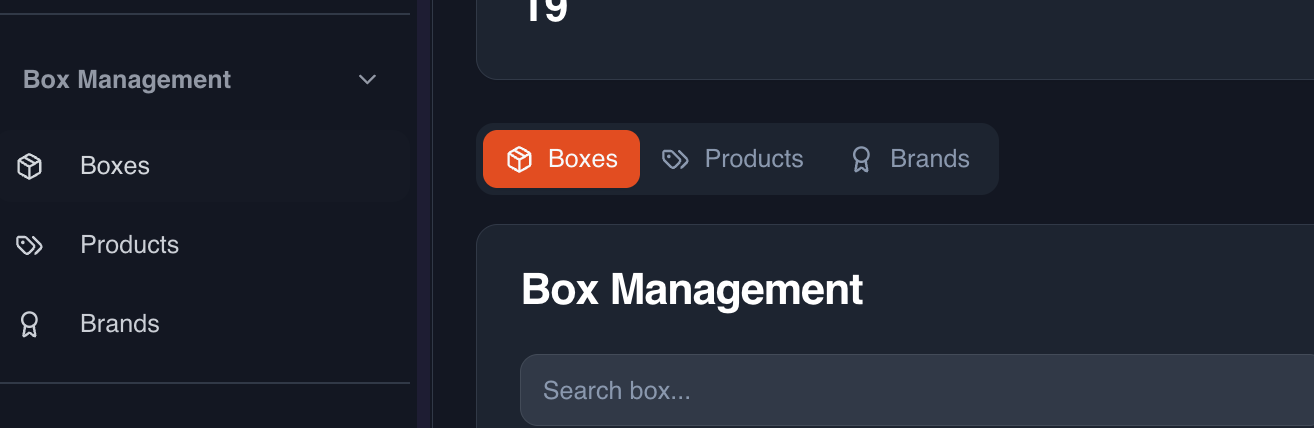 Box Management
Boxes
Products
Brands
19
Boxes Products Brands
Box Management
Search box...